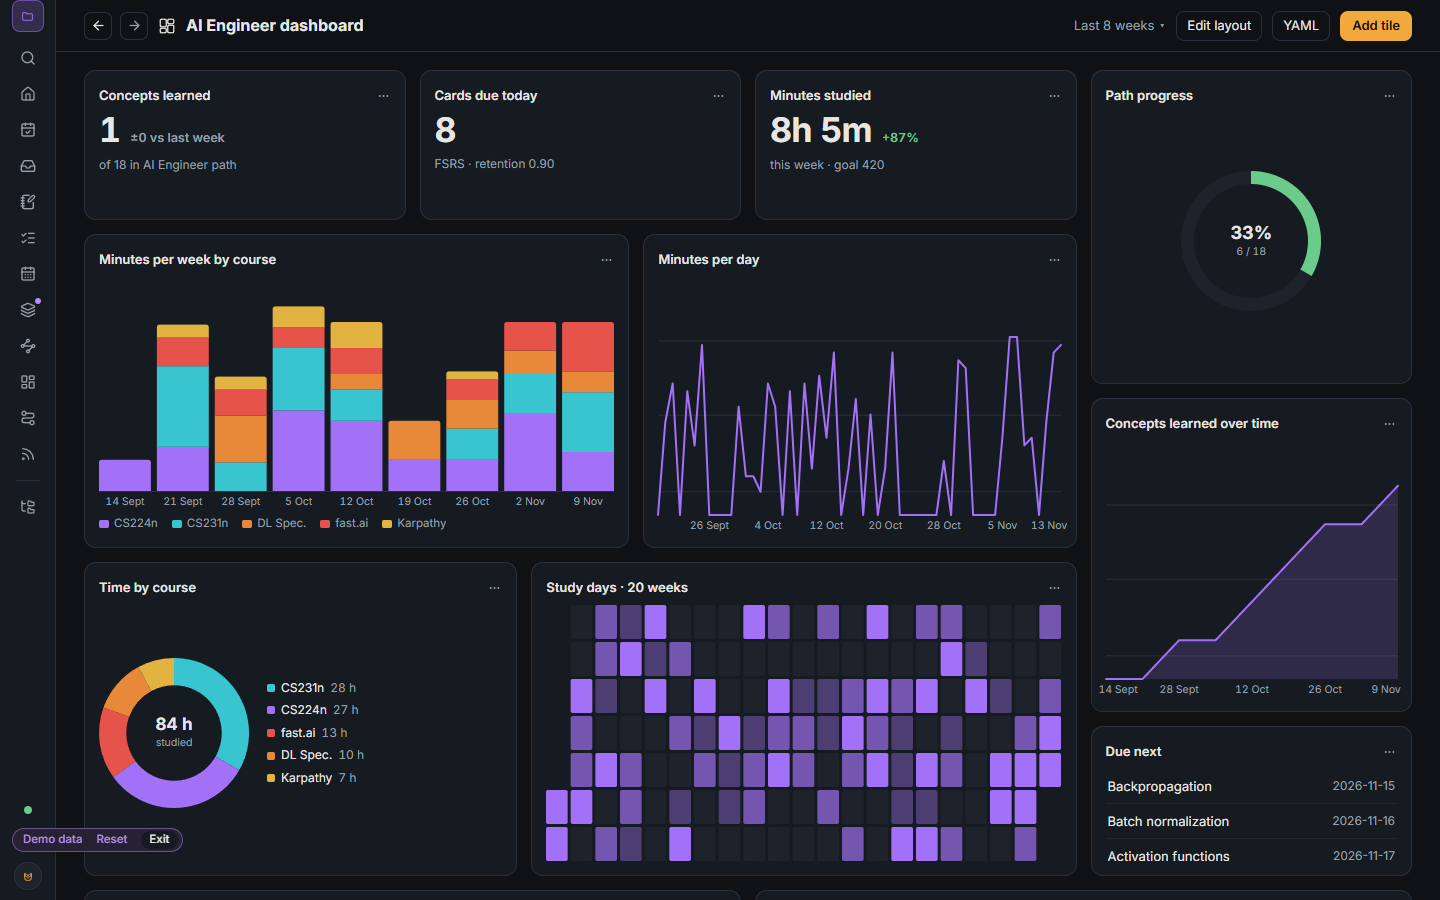 AI Engineer dashboard
Last 8 weeks
Edit layout
YAML
Add tile
Concepts learned
1 ±0 vs last week
of 18 in AI Engineer path
Cards due today
8
FSRS · retention 0.90
Minutes studied
8h 5m +87%
this week · goal 420
Path progress
33%
6 / 18
Minutes per week by course
14 Sept 21 Sept 28 Sept 5 Oct 12 Oct 19 Oct 26 Oct 2 Nov 9 Nov
CS224n CS231n DL Spec. fast.ai Karpathy
Minutes per day
26 Sept 4 Oct 12 Oct 20 Oct 28 Oct 5 Nov 13 Nov
Concepts learned over time
14 Sept 28 Sept 12 Oct 26 Oct 9 Nov
Time by course
84 h
studied
CS231n 28 h
CS224n 27 h
fast.ai 13 h
DL Spec. 10 h
Karpathy 7 h
Study days · 20 weeks
Due next
Backpropagation 2026-11-15
Batch normalization 2026-11-16
Activation functions 2026-11-17
Demo data Reset Exit